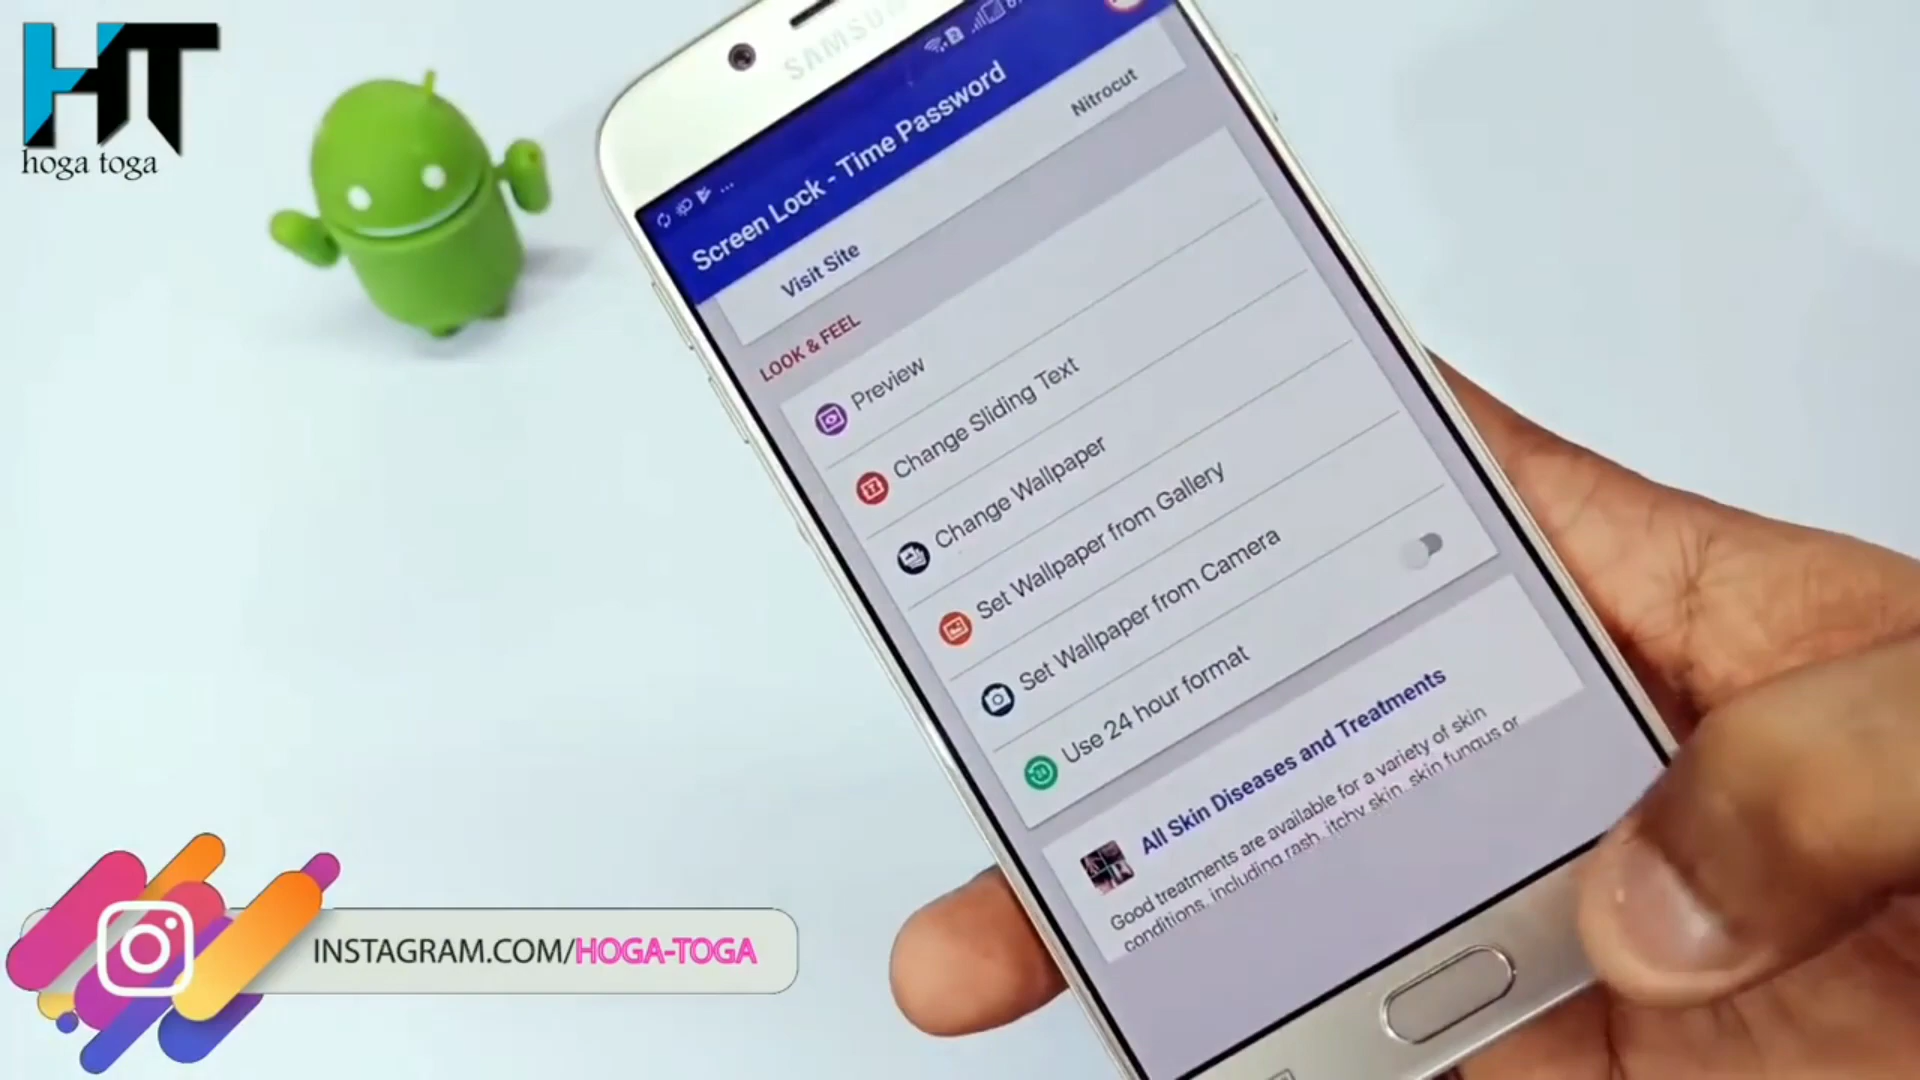 HT
hoga toga
SAMSUNG
Screen Lock - Time Password
Nitrocut
Visit Site
LOOK & FEEL
Preview
Change Sliding Text
Change Wallpaper
Set Wallpaper from Gallery
Set Wallpaper from Camera
Use 24 hour format
All Skin Diseases and Treatments
Good treatments are available for a variety of skin
conditions, including rash, itchy skin, skin fungus or
INSTAGRAM.COM/HOGA-TOGA